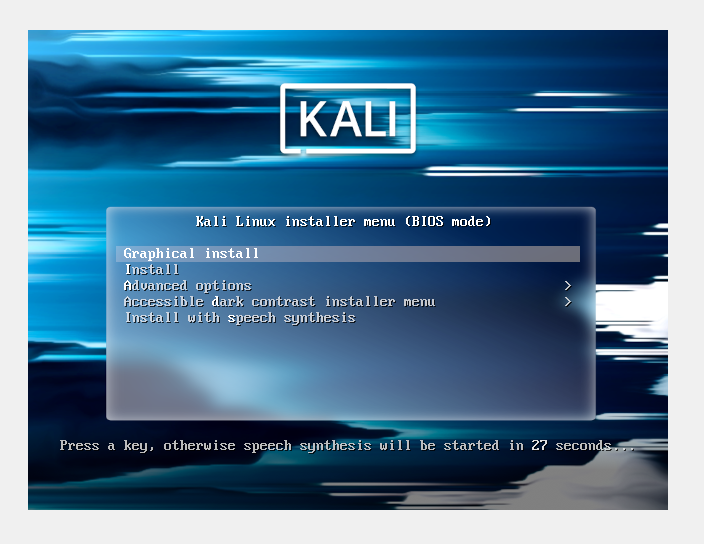 KALI
Kali Linux installer menu (BIOS mode)
Graphical install
Install
Advanced options >
Accessible dark contrast installer menu >
Install with speech synthesis
Press a key, otherwise speech synthesis will be started in 27 seconds...